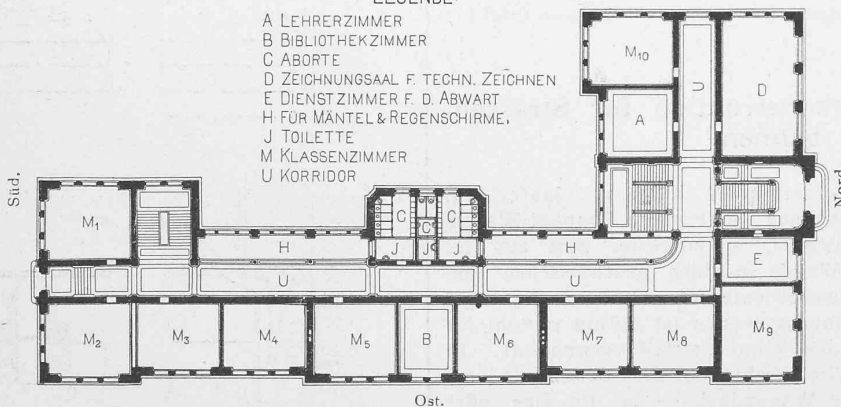 LEGENDE:
A LEHRERZIMMER
B BIBLIOTHEKZIMMER
C ABORTE
D ZEICHNUNGSAAL F. TECHN. ZEICHNEN
E DIENSTZIMMER F. D. ABWART
H FÜR MÄNTEL & REGENSCHIRME.
J TOILETTE
M KLASSENZIMMER
U KORRIDOR
M10
U
D
A
Süd.
Nord
M1
H
C
C
C
J
J
J
H
E
U
U
M2
M3
M4
M5
B
M6
M7
M8
M9
Ost.